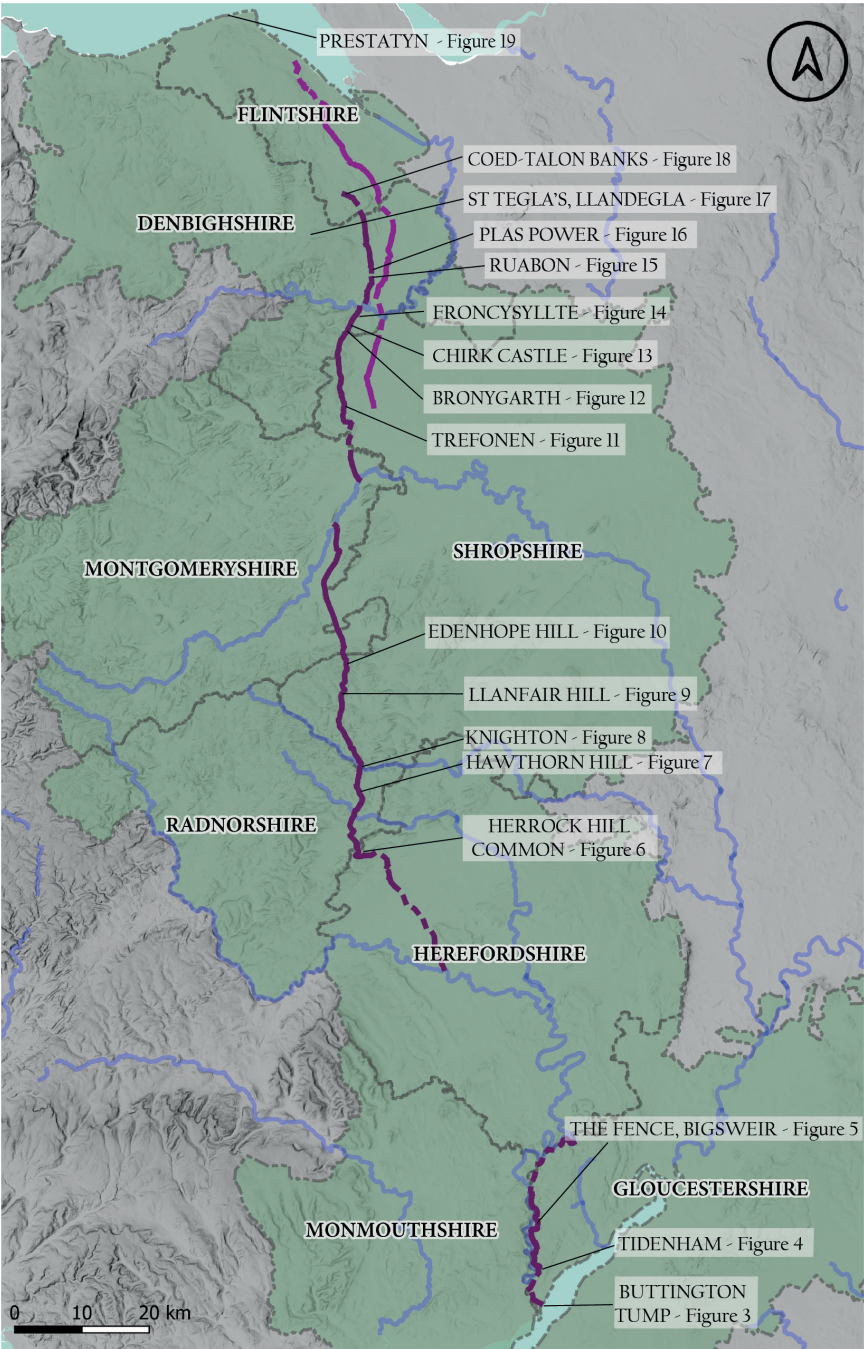 PRESTATYN - Figure 19
FLINTSHIRE
COED-TALON BANKS - Figure 18
ST TEGLA'S, LLANDEGLA - Figure 17
DENBIGHSHIRE
PLAS POWER - Figure 16
RUABON - Figure 15
FRONCYSYLLTE - Figure 14
CHIRK CASTLE - Figure 13
BRONYGARTH - Figure 12
TREFONEN - Figure 11
SHROPSHIRE
MONTGOMERYSHIRE
EDENHOPE HILL - Figure 10
LLANFAIR HILL - Figure 9
KNIGHTON - Figure 8
HAWTHORN HILL - Figure 7
RADNORSHIRE
HERROCK HILL
COMMON - Figure 6
HEREFORDSHIRE
THE FENCE, BIGSWEIR - Figure 5
GLOUCESTERSHIRE
MONMOUTHSHIRE
TIDENHAM - Figure 4
BUTTINGTON
TUMP - Figure 3
0 10 20 km